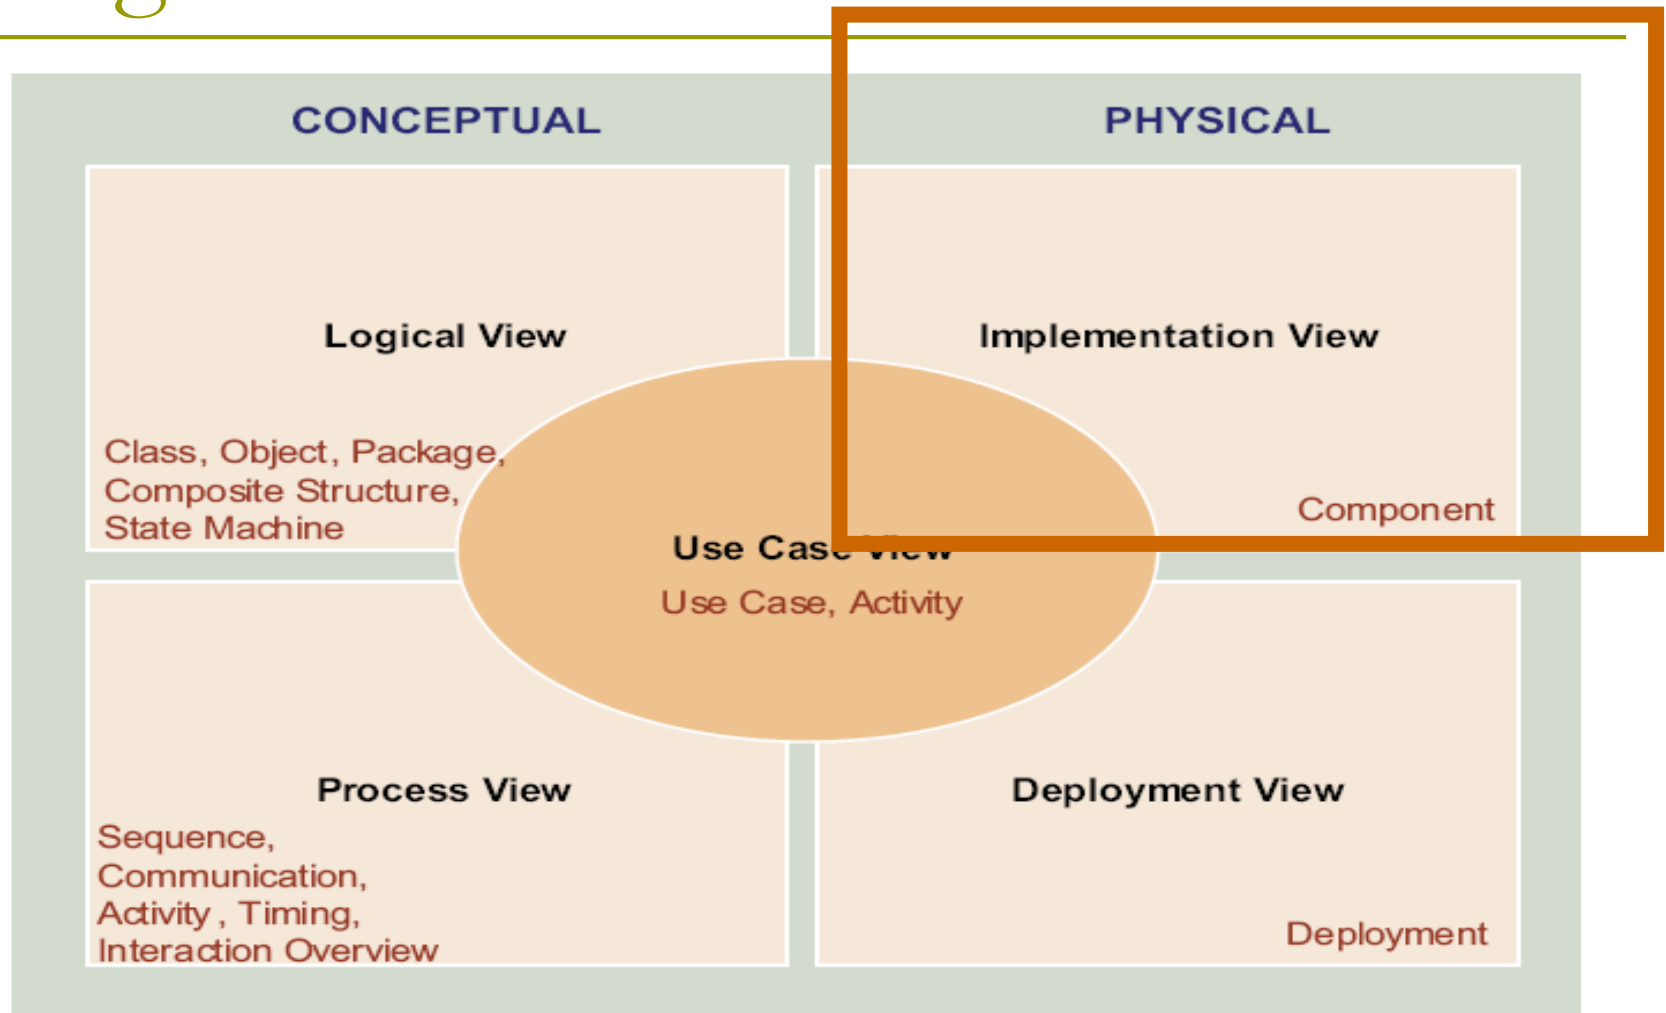 CONCEPTUAL
PHYSICAL
Logical View
Implementation View
Class, Object, Package,
Composite Structure,
State Machine
Component
Use Case View
Use Case, Activity
Process View
Deployment View
Sequence,
Communication,
Activity, Timing,
Interaction Overview
Deployment